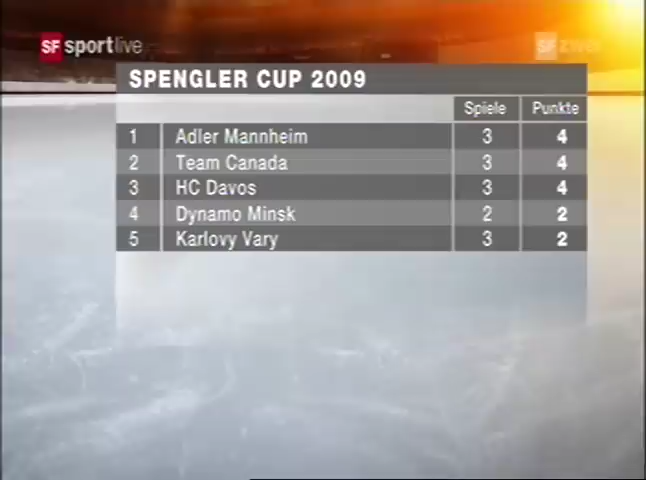 SF sportlive
SF zwei
SPENGLER CUP 2009
Spiele Punkte
1 Adler Mannheim 3 4
2 Team Canada 3 4
3 HC Davos 3 4
4 Dynamo Minsk 2 2
5 Karlovy Vary 3 2